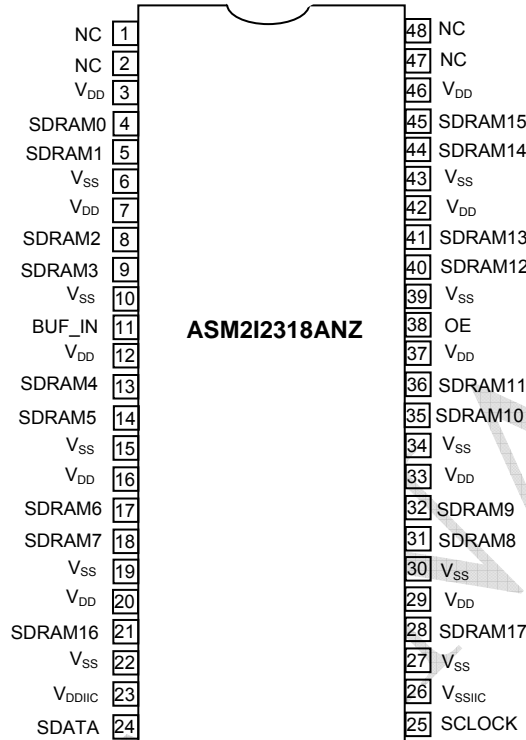 NC 1 48 NC
NC 2 47 NC
VDD 3 46 VDD
SDRAM0 4 45 SDRAM15
SDRAM1 5 44 SDRAM14
VSS 6 43 VSS
VDD 7 42 VDD
SDRAM2 8 41 SDRAM13
SDRAM3 9 40 SDRAM12
VSS 10 39 VSS
BUF_IN 11 ASM2I2318ANZ 38 OE
VDD 12 37 VDD
SDRAM4 13 36 SDRAM11
SDRAM5 14 35 SDRAM10
VSS 15 34 VSS
VDD 16 33 VDD
SDRAM6 17 32 SDRAM9
SDRAM7 18 31 SDRAM8
VSS 19 30 VSS
VDD 20 29 VDD
SDRAM16 21 28 SDRAM17
VSS 22 27 VSS
VDDIIC 23 26 VSSIIC
SDATA 24 25 SCLOCK